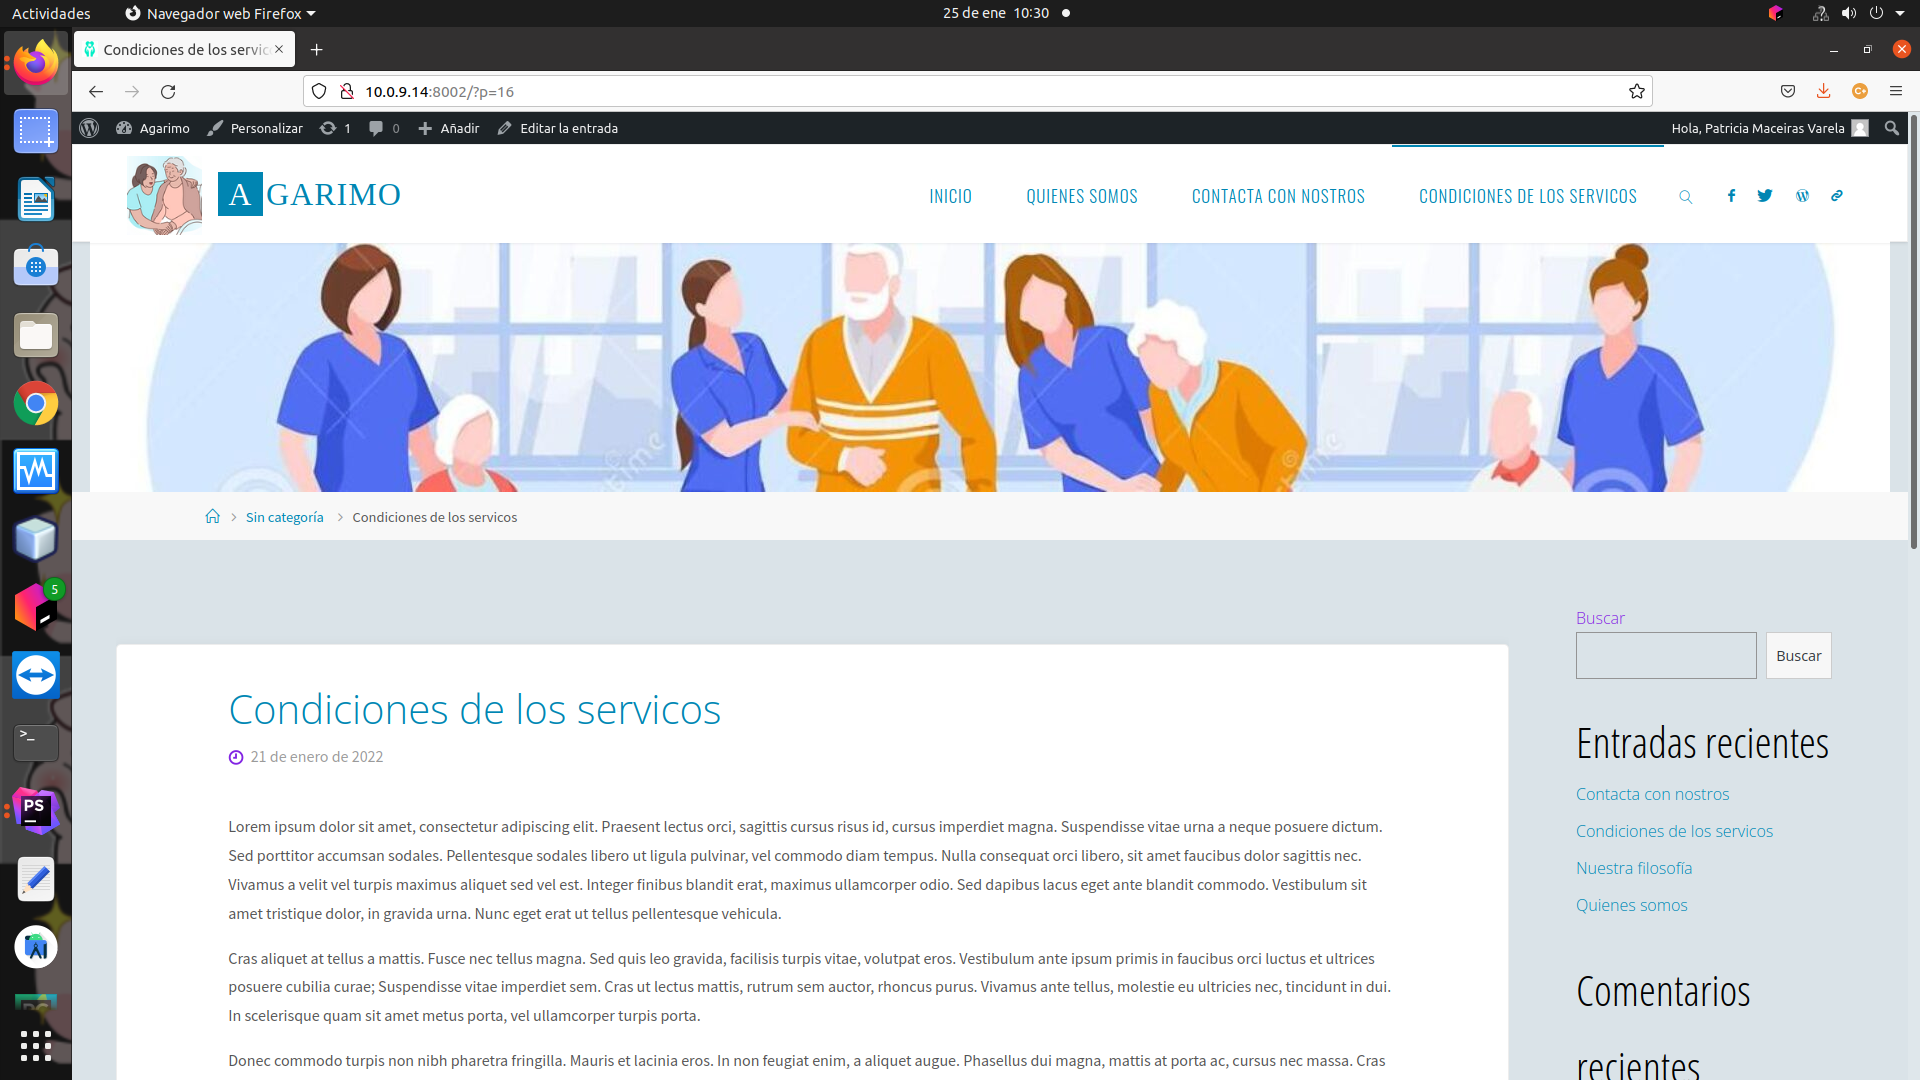 Actividades
Navegador web Firefox
25 de ene 10:30
Condiciones de los servic
10.0.9.14:8002/?p=16
Agarimo
Personalizar
1
0
Añadir
Editar la entrada
Hola, Patricia Maceiras Varela
A GARIMO
INICIO
QUIENES SOMOS
CONTACTA CON NOSTROS
CONDICIONES DE LOS SERVICOS
Sin categoría
Condiciones de los servicos
Buscar
Buscar
Condiciones de los servicos
21 de enero de 2022
Lorem ipsum dolor sit amet, consectetur adipiscing elit. Praesent lectus orci, sagittis cursus risus id, cursus imperdiet magna. Suspendisse vitae urna a neque posuere dictum.
Sed porttitor accumsan sodales. Pellentesque sodales libero ut ligula pulvinar, vel commodo diam tempus. Nulla consequat orci libero, sit amet faucibus dolor sagittis nec.
Vivamus a velit vel turpis maximus aliquet sed vel est. Integer finibus blandit erat, maximus ullamcorper odio. Sed dapibus lacus eget ante blandit commodo. Vestibulum sit
amet tristique dolor, in gravida urna. Nunc eget erat ut tellus pellentesque vehicula.
Cras aliquet at tellus a mattis. Fusce nec tellus magna. Sed quis leo gravida, facilisis turpis vitae, volutpat eros. Vestibulum ante ipsum primis in faucibus orci luctus et ultrices
posuere cubilia curae; Suspendisse vitae imperdiet sem. Cras ut lectus mattis, rutrum sem auctor, rhoncus purus. Vivamus ante tellus, molestie eu ultricies nec, tincidunt in dui.
In scelerisque quam sit amet metus porta, vel ullamcorper turpis porta.
Donec commodo turpis non nibh pharetra fringilla. Mauris et lacinia eros. In non feugiat enim, a aliquet augue. Phasellus dui magna, mattis at porta ac, cursus nec massa. Cras
Entradas recientes
Contacta con nostros
Condiciones de los servicos
Nuestra filosofía
Quienes somos
Comentarios
recientes
5
>_
PS
C+